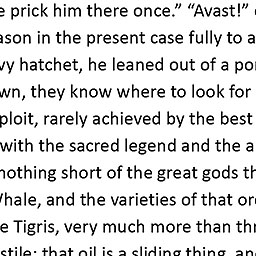 e prick him there once.” “Avast!”
ason in the present case fully to a
vy hatchet, he leaned out of a po
wn, they know where to look for
ploit, rarely achieved by the best
with the sacred legend and the a
nothing short of the great gods th
Whale, and the varieties of that or
e Tigris, very much more than thr
stile: that oil is a sliding thing, an